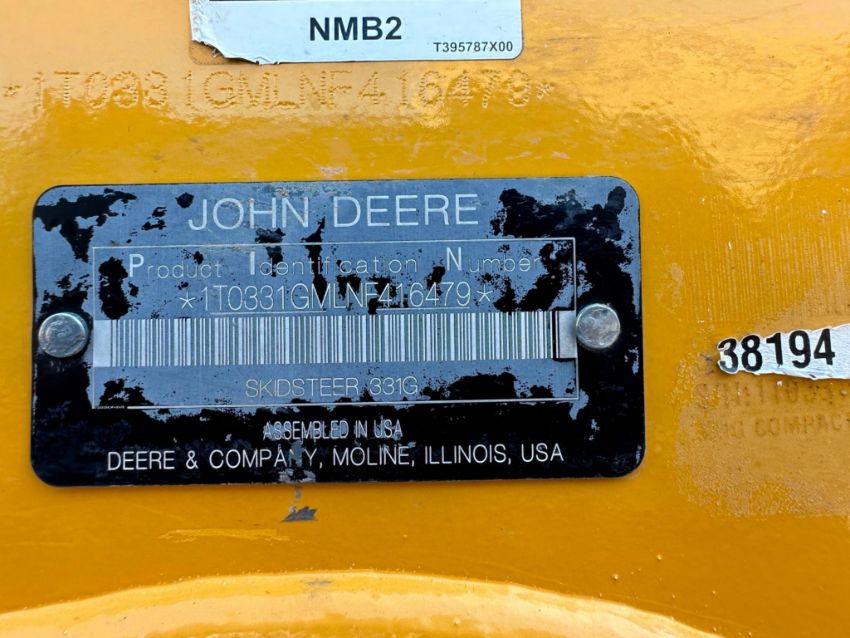 NMB2
T395787X00
*1T0331GMLNF416479*
JOHN DEERE
Product Identification Number
*1T0331GMLNF416479*
SKIDSTEER 331G
ASSEMBLED IN USA
DEERE & COMPANY, MOLINE, ILLINOIS, USA
38194
COMPACT